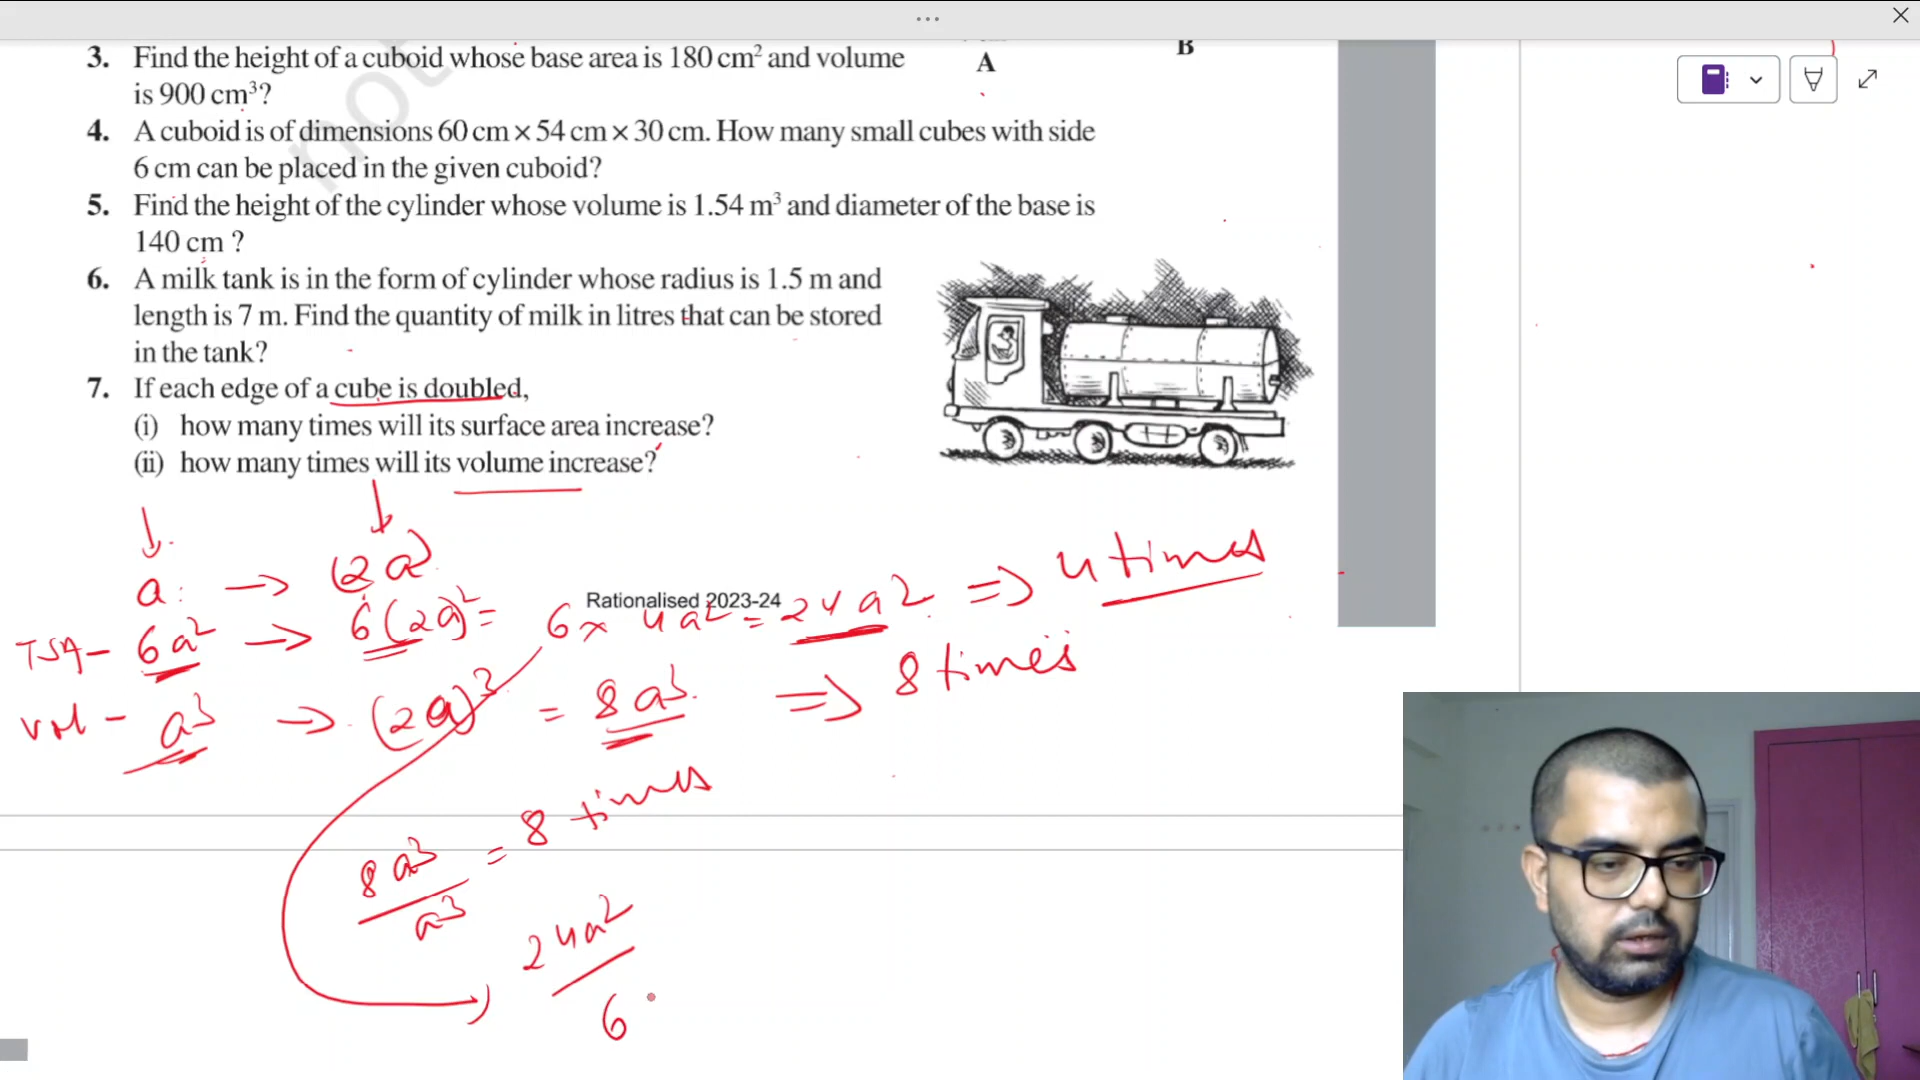 B
3. Find the height of a cuboid whose base area is 180 cm² and volume
A
is 900 cm³?
4. A cuboid is of dimensions 60 cm × 54 cm × 30 cm. How many small cubes with side
6 cm can be placed in the given cuboid?
5. Find the height of the cylinder whose volume is 1.54 m³ and diameter of the base is
140 cm ?
6. A milk tank is in the form of cylinder whose radius is 1.5 m and
length is 7 m. Find the quantity of milk in litres that can be stored
in the tank?
7. If each edge of a cube is doubled,
(i) how many times will its surface area increase?
(ii) how many times will its volume increase?
a → (2a)
Rationalised 2023-24
TSA - 6a² → 6(2a)² = 6 × 4a² = 24a² ⇒ 4 times
vol - a³ → (2a)³ = 8a³ ⇒ 8 times
8a³ / a³ = 8 times
24a² / 6
not